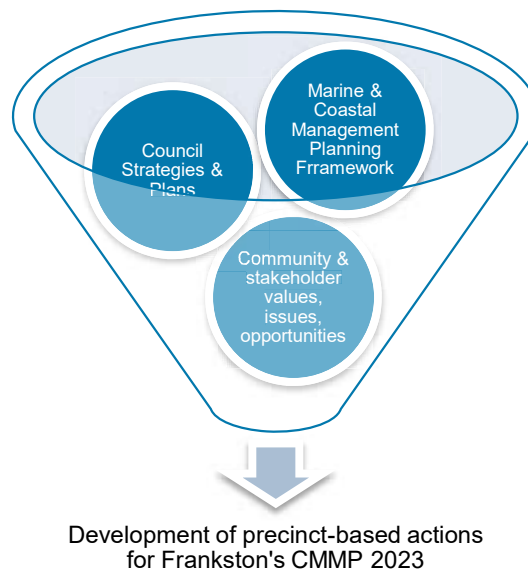 Marine &
Coastal
Management
Planning
Frramework
Council
Strategies &
Plans
Community &
stakeholder
values,
issues,
opportunities
Development of precinct-based actions
for Frankston's CMMP 2023